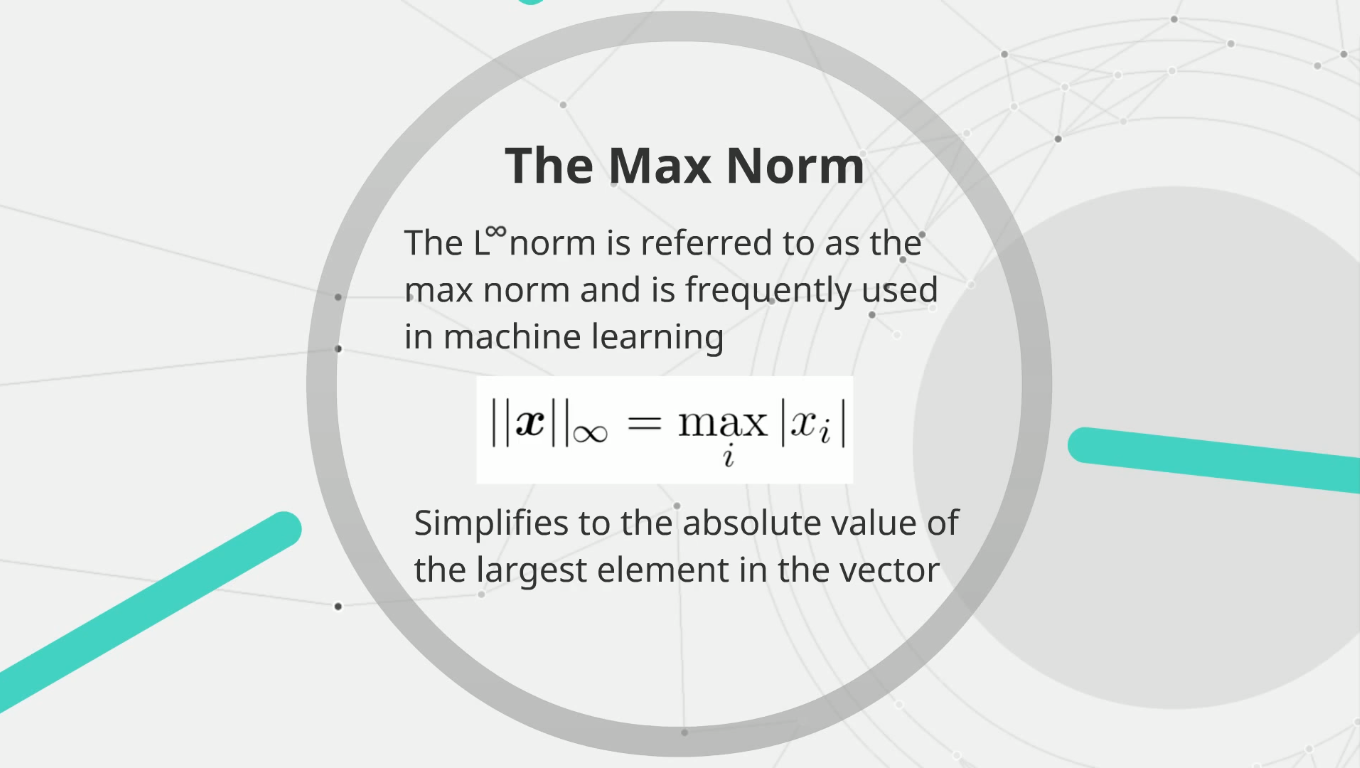 The Max Norm
The L∞ norm is referred to as the
max norm and is frequently used
in machine learning
||x||∞ = max |xi|
i
Simplifies to the absolute value of
the largest element in the vector